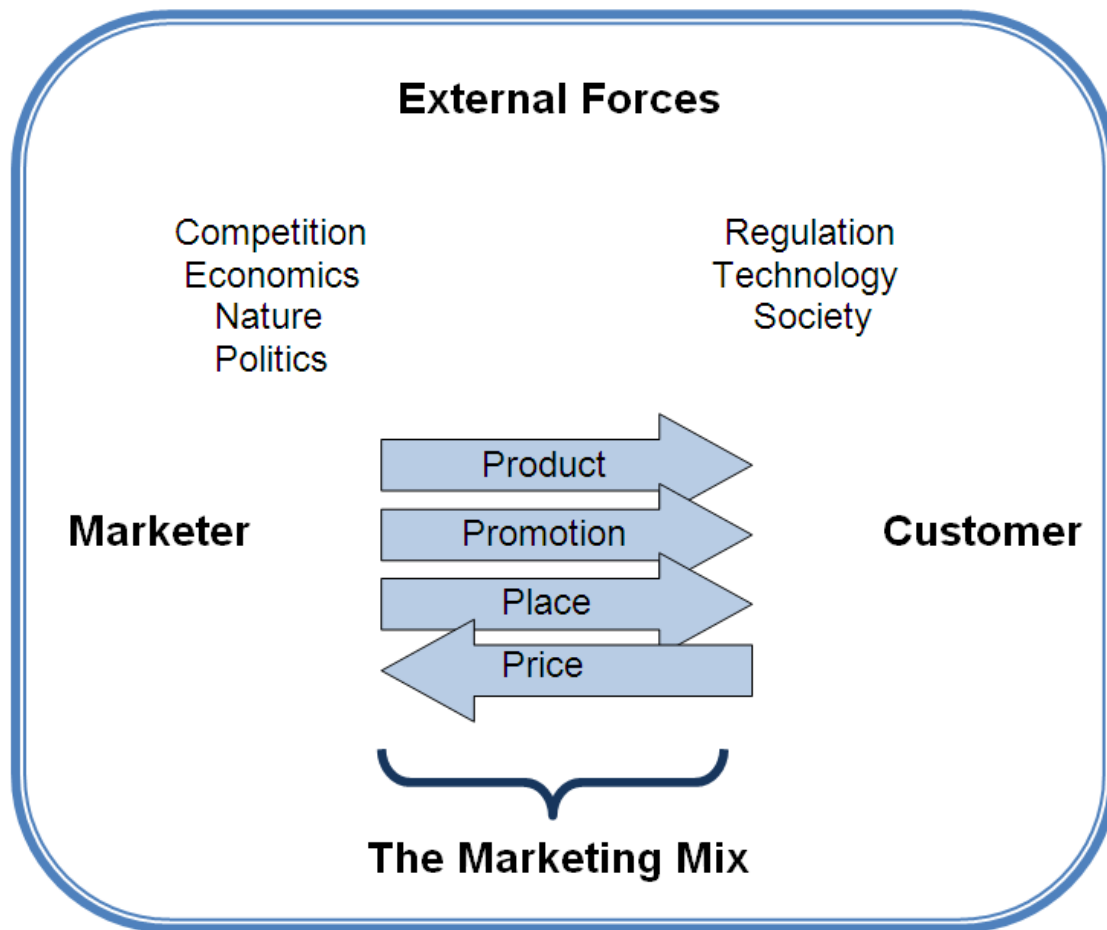 External Forces
Competition
Economics
Nature
Politics
Regulation
Technology
Society
Product
Promotion
Place
Price
Marketer
Customer
The Marketing Mix